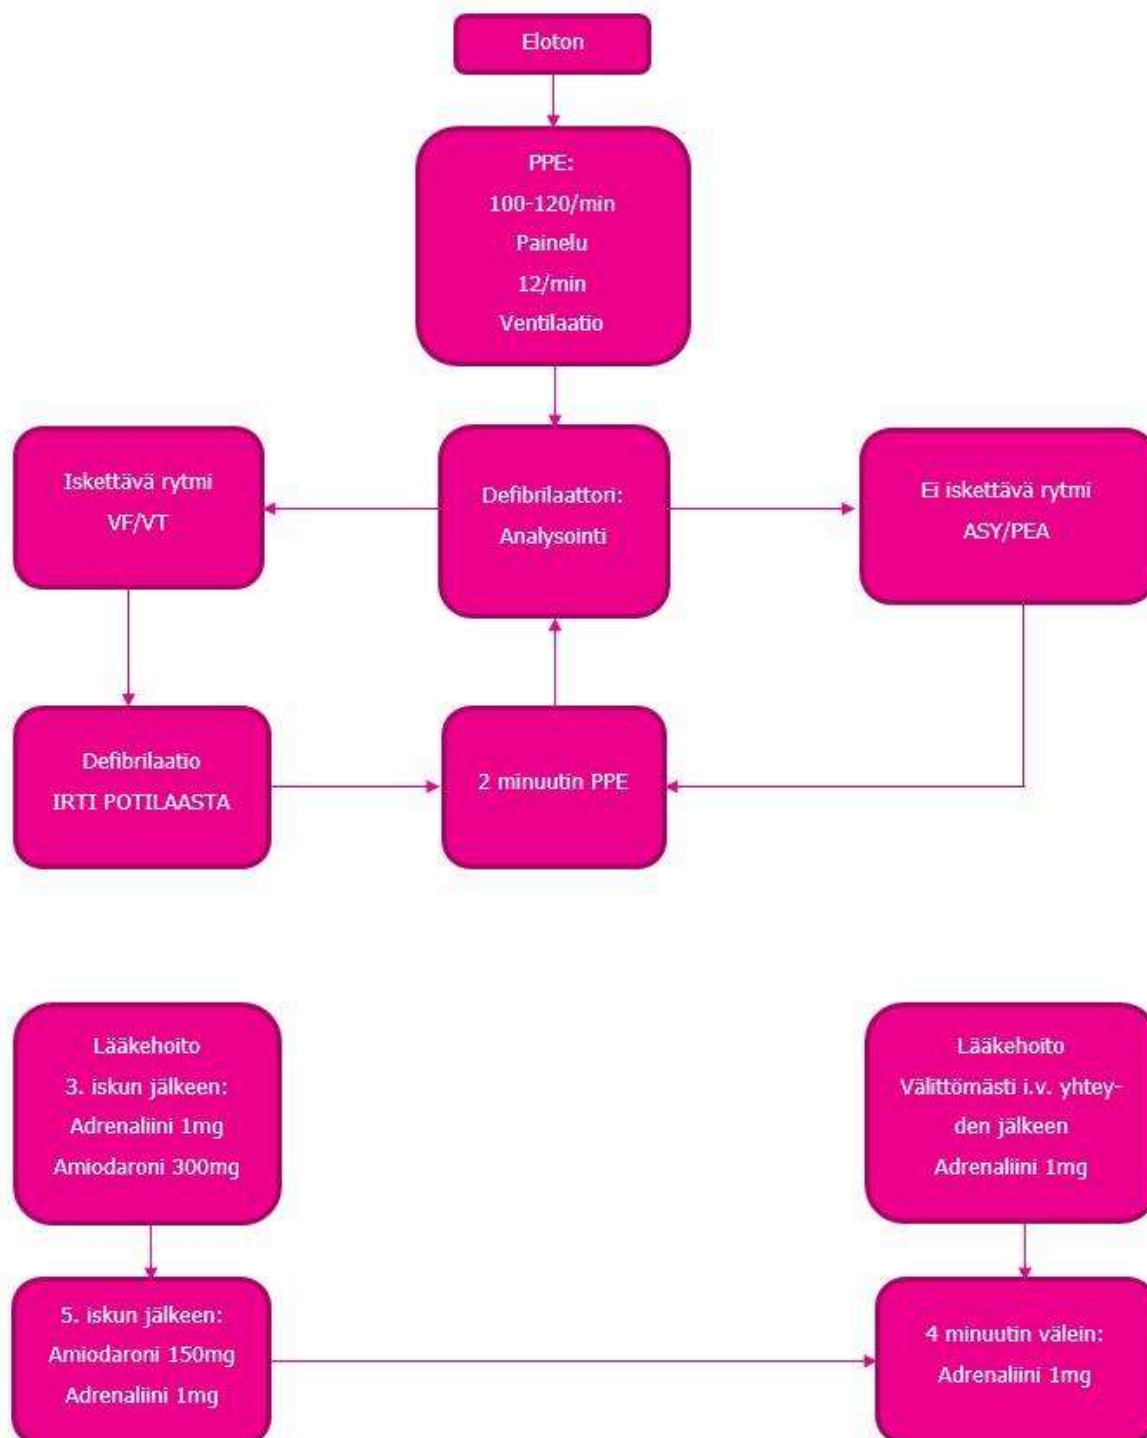 Eloton
PPE:
100-120/min
Painelu
12/min
Ventilaatio
Iskettävä rytmi
VF/VT
Defibrilaattori:
Analysointi
Ei iskettävä rytmi
ASY/PEA
Defibrilaatio
IRTI POTILAASTA
2 minuutin PPE
Lääkehoito
3. iskun jälkeen:
Adrenaliini 1mg
Amiodaroni 300mg
Lääkehoito
Välittömästi i.v. yhtey-
den jälkeen
Adrenaliini 1mg
5. iskun jälkeen:
Amiodaroni 150mg
Adrenaliini 1mg
4 minuutin välein:
Adrenaliini 1mg